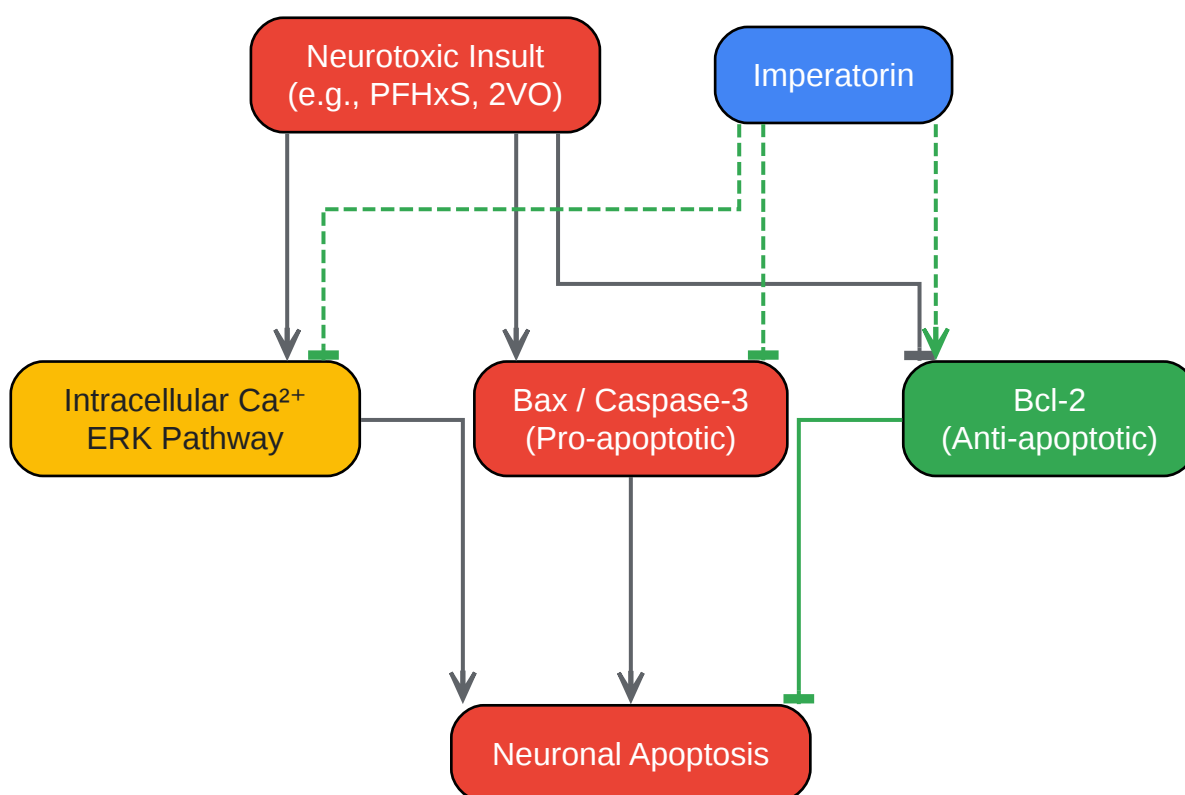 Neurotoxic Insult
(e.g., PFHxS, 2VO)
Imperatorin
Intracellular Ca²⁺
ERK Pathway
Bax / Caspase-3
(Pro-apoptotic)
Bcl-2
(Anti-apoptotic)
Neuronal Apoptosis